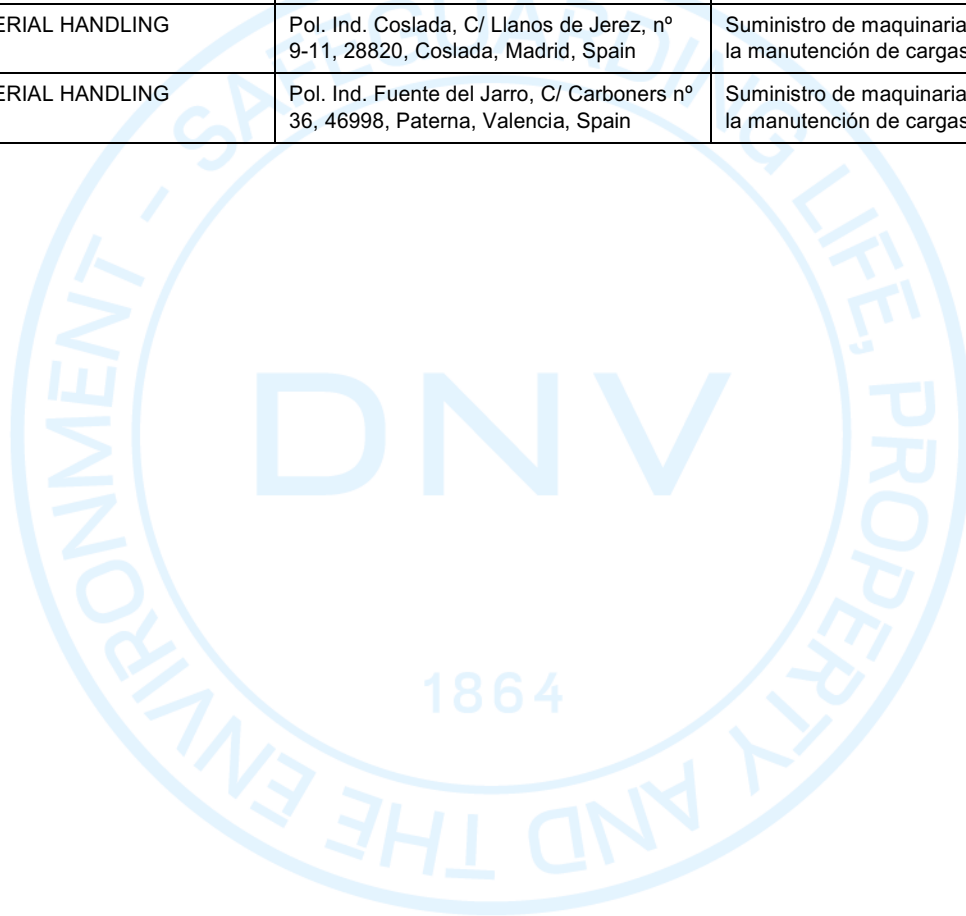 ERIAL HANDLING
Pol. Ind. Coslada, C/ Llanos de Jerez, nº
9-11, 28820, Coslada, Madrid, Spain
Suministro de maquinaria
la manutención de cargas
ERIAL HANDLING
Pol. Ind. Fuente del Jarro, C/ Carboners nº
36, 46998, Paterna, Valencia, Spain
Suministro de maquinaria
la manutención de cargas
SAFEGUARDING LIFE, PROPERTY AND THE ENVIRONMENT -
DNV
1864